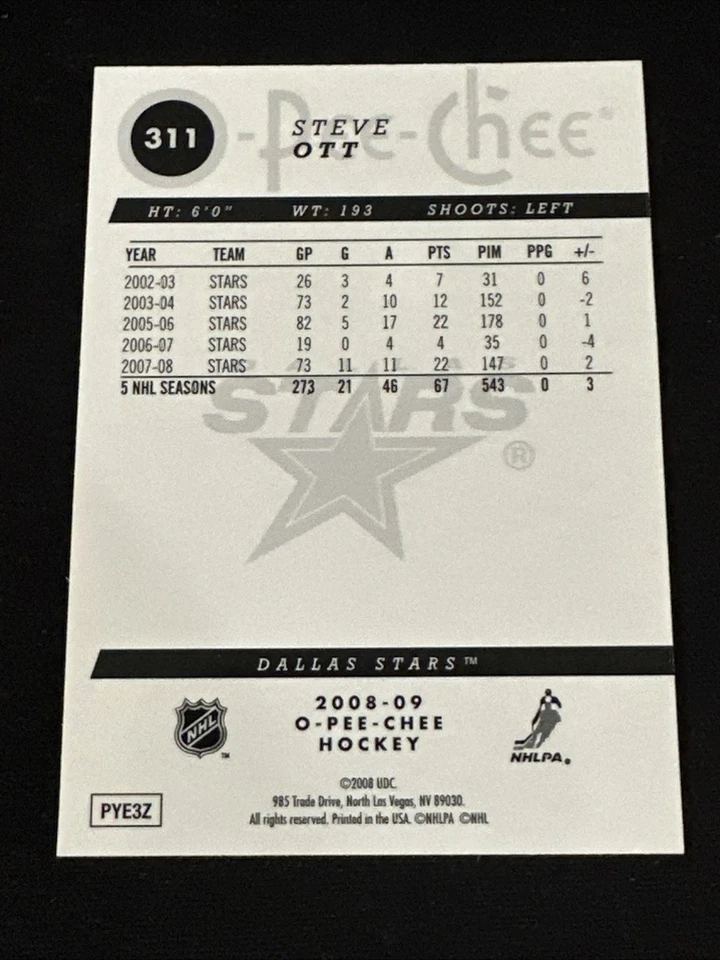 311
O-Pee-Chee
STEVE
OTT
HT: 6'0" WT: 193 SHOOTS: LEFT
YEAR TEAM GP G A PTS PIM PPG +/-
2002-03 STARS 26 3 4 7 31 0 6
2003-04 STARS 73 2 10 12 152 0 -2
2005-06 STARS 82 5 17 22 178 0 1
2006-07 STARS 19 0 4 4 35 0 -4
2007-08 STARS 73 11 11 22 147 0 2
5 NHL SEASONS 273 21 46 67 543 0 3
DALLAS
STARS
®
DALLAS STARS™
NHL
™
2008-09
O-PEE-CHEE
HOCKEY
NHLPA®
©2008 UDC.
985 Trade Drive, North Las Vegas, NV 89030.
All rights reserved. Printed in the USA. ©NHLPA ©NHL
PYE3Z